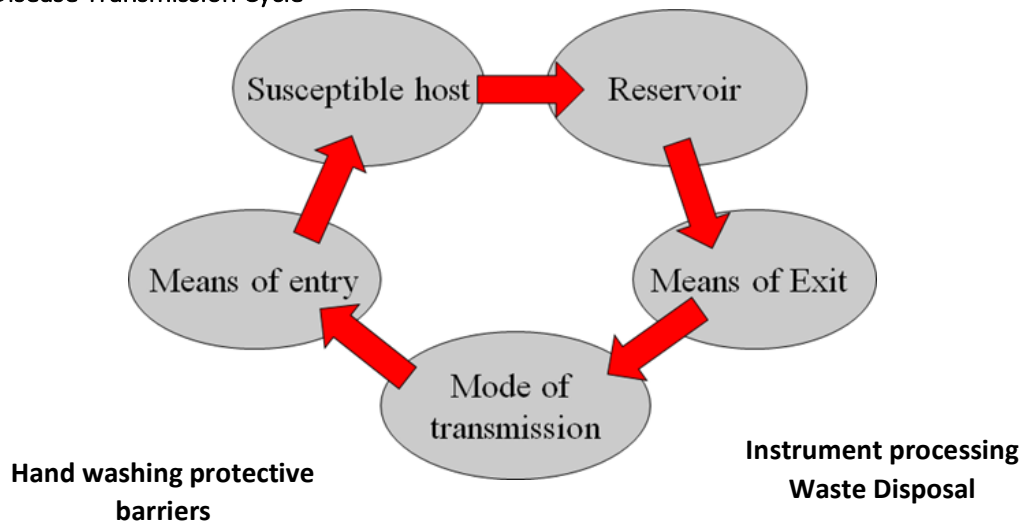 Disease Transmission Cycle
Susceptible host
Reservoir
Means of entry
Means of Exit
Mode of
transmission
Instrument processing
Waste Disposal
Hand washing protective
barriers